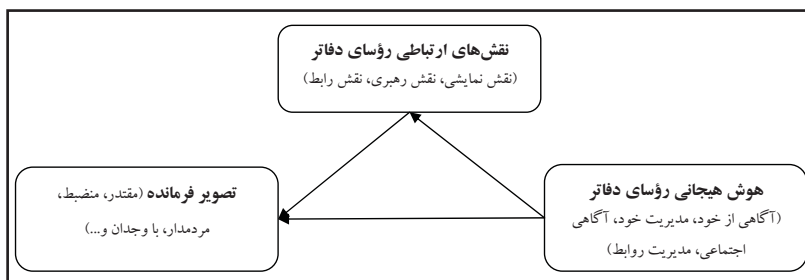 نقش‌های ارتباطی رؤسای دفاتر
(نقش نمایشی، نقش رهبری، نقش رابط)
هوش هیجانی رؤسای دفاتر
(آگاهی از خود، مدیریت خود، آگاهی
اجتماعی، مدیریت روابط)
تصویر فرمانده (مقتدر، منضبط،
مردمدار، با وجدان و...)